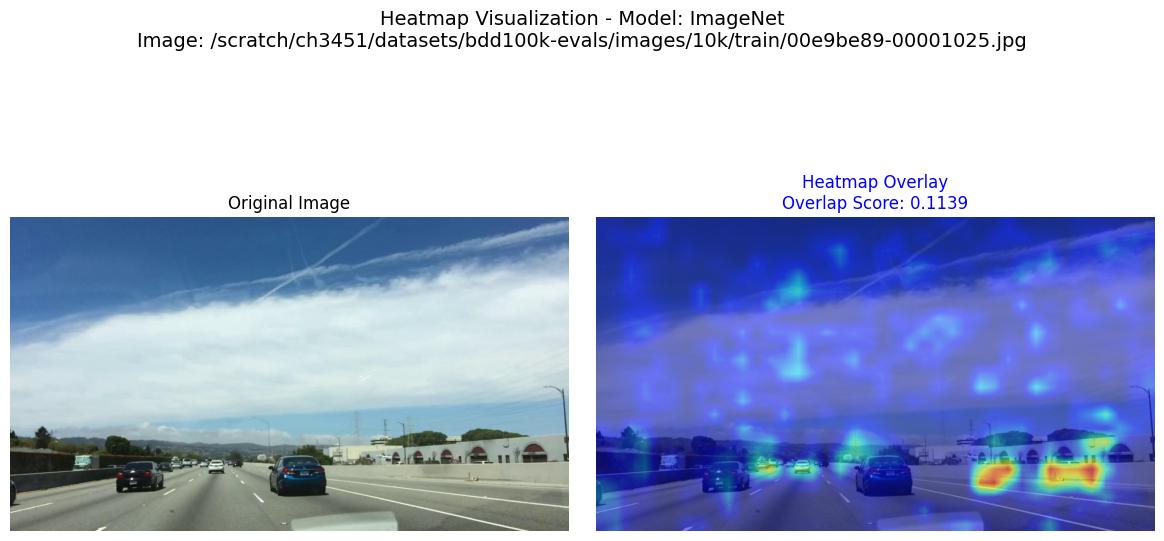 Heatmap Visualization - Model: ImageNet
Image: /scratch/ch3451/datasets/bdd100k-evals/images/10k/train/00e9be89-00001025.jpg
Original Image
Heatmap Overlay
Overlap Score: 0.1139